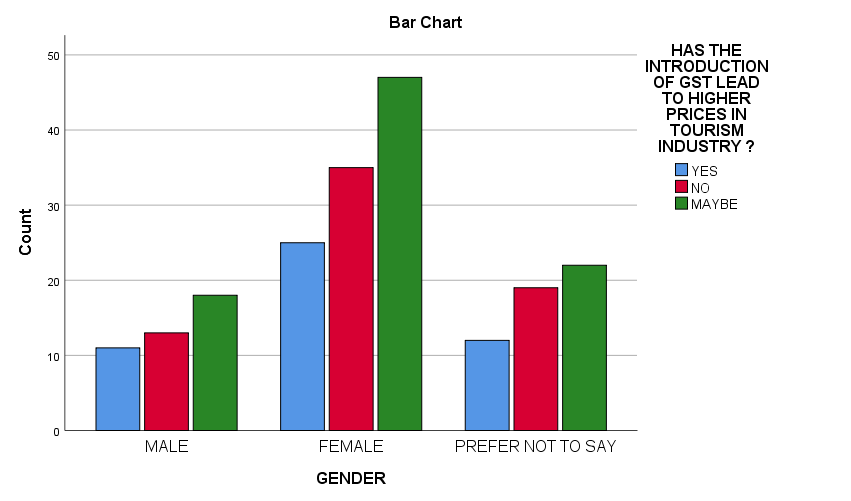 Bar Chart
HAS THE
INTRODUCTION
OF GST LEAD
TO HIGHER
PRICES IN
TOURISM
INDUSTRY ?
YES
NO
MAYBE
Count
50
40
30
20
10
0
MALE
FEMALE
PREFER NOT TO SAY
GENDER